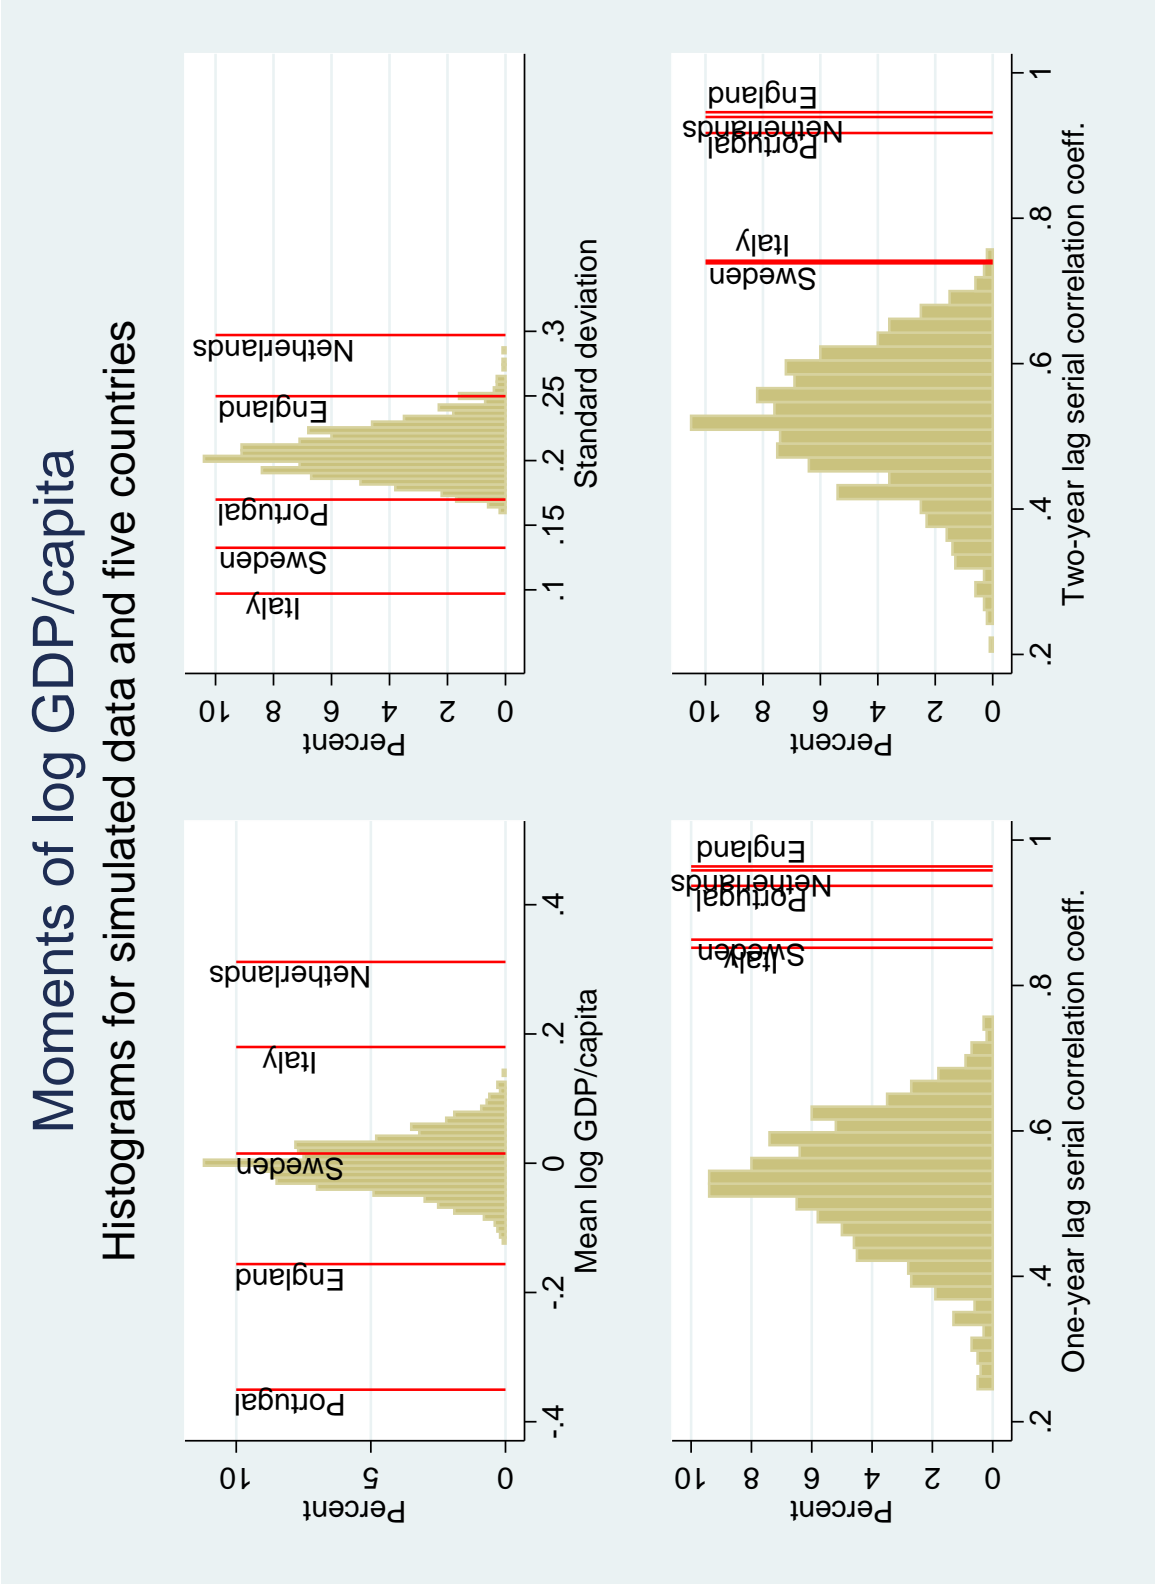 Moments of log GDP/capita
Histograms for simulated data and five countries
10
5
0
Percent
Portugal
England
Sweden
Italy
Netherlands
-.4
-.2
0
.2
.4
Mean log GDP/capita
10
8
6
4
2
0
Percent
Italy
Sweden
Portugal
England
Netherlands
.1
.15
.2
.25
.3
Standard deviation
10
8
6
4
2
0
Percent
Italy
Sweden
Portugal
Netherlands
England
.2
.4
.6
.8
1
One-year lag serial correlation coeff.
10
8
6
4
2
0
Percent
Sweden
Italy
Portugal
Netherlands
England
.2
.4
.6
.8
1
Two-year lag serial correlation coeff.